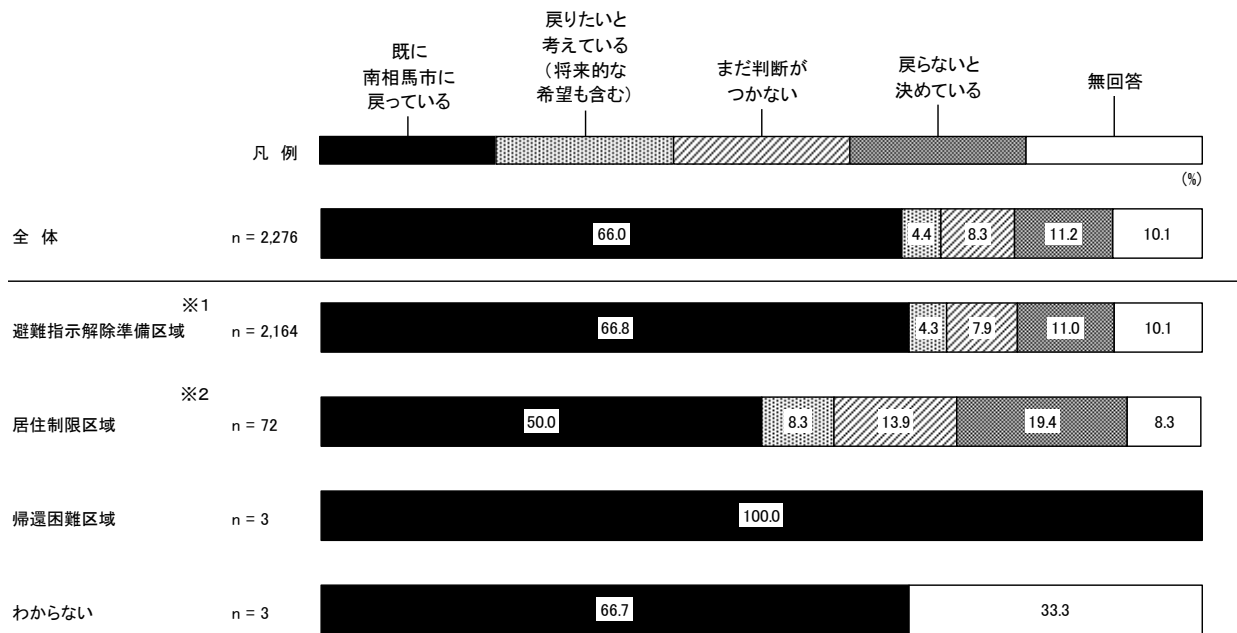 既に
南相馬市に
戻っている
戻りたいと
考えている
(将来的な
希望も含む)
まだ判断が
つかない
戻らないと
決めている
無回答
凡 例
(%)
全 体 n = 2,276 66.0 4.4 8.3 11.2 10.1
※1
避難指示解除準備区域 n = 2,164 66.8 4.3 7.9 11.0 10.1
※2
居住制限区域 n = 72 50.0 8.3 13.9 19.4 8.3
帰還困難区域 n = 3 100.0
わからない n = 3 66.7 33.3